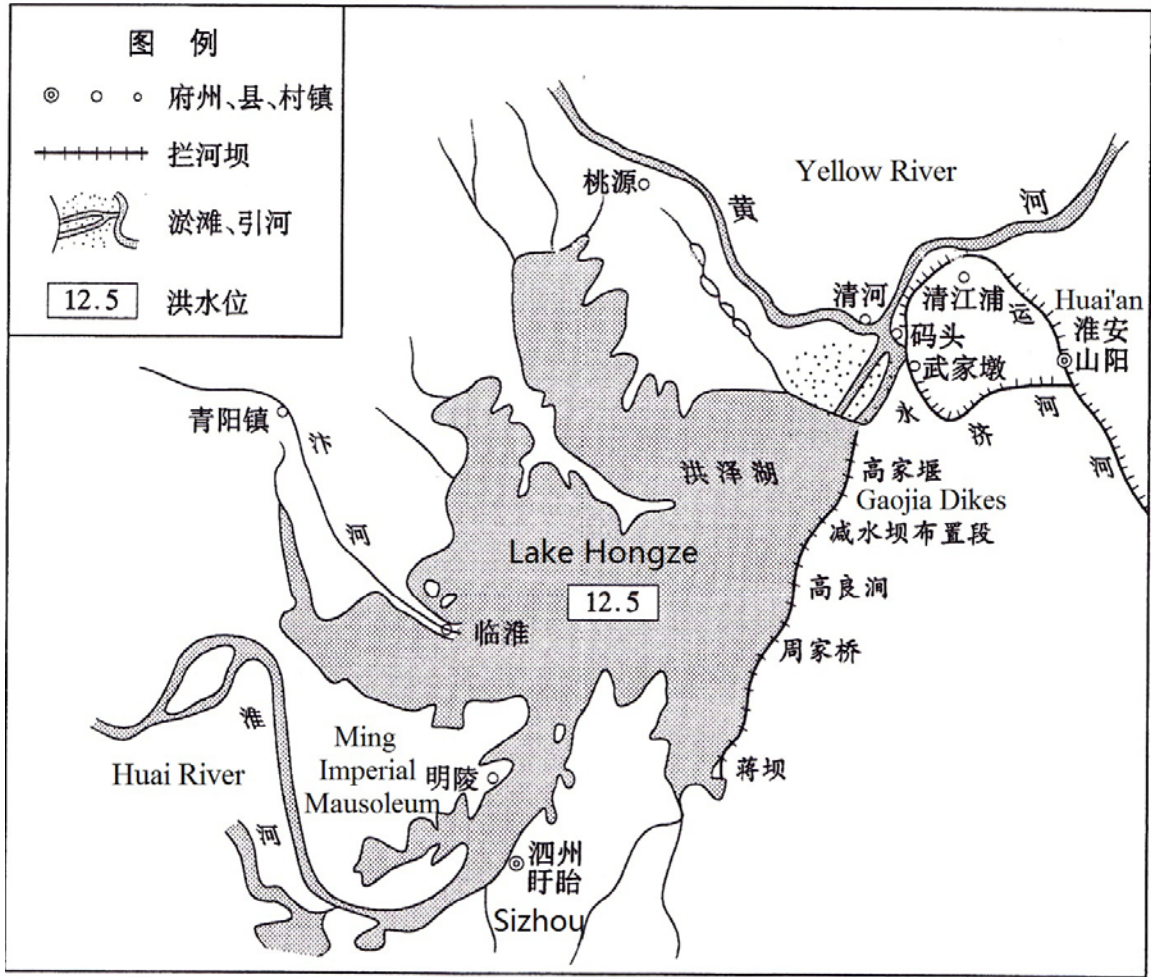 图 例
府州、县、村镇
拦河坝
淤滩、引河
12.5 洪水位
桃源
黄
Yellow River
河
清河
清江浦
运
Huai'an
淮安
码头
山阳
武家墩
永
济
河
河
青阳镇
汴
河
洪泽湖
高家堰
Gaojia Dikes
减水坝布置段
Lake Hongze
12.5
高良涧
临淮
周家桥
淮
Ming
Imperial
Mausoleum
明陵
Huai River
蒋坝
河
泗州
盱眙
Sizhou